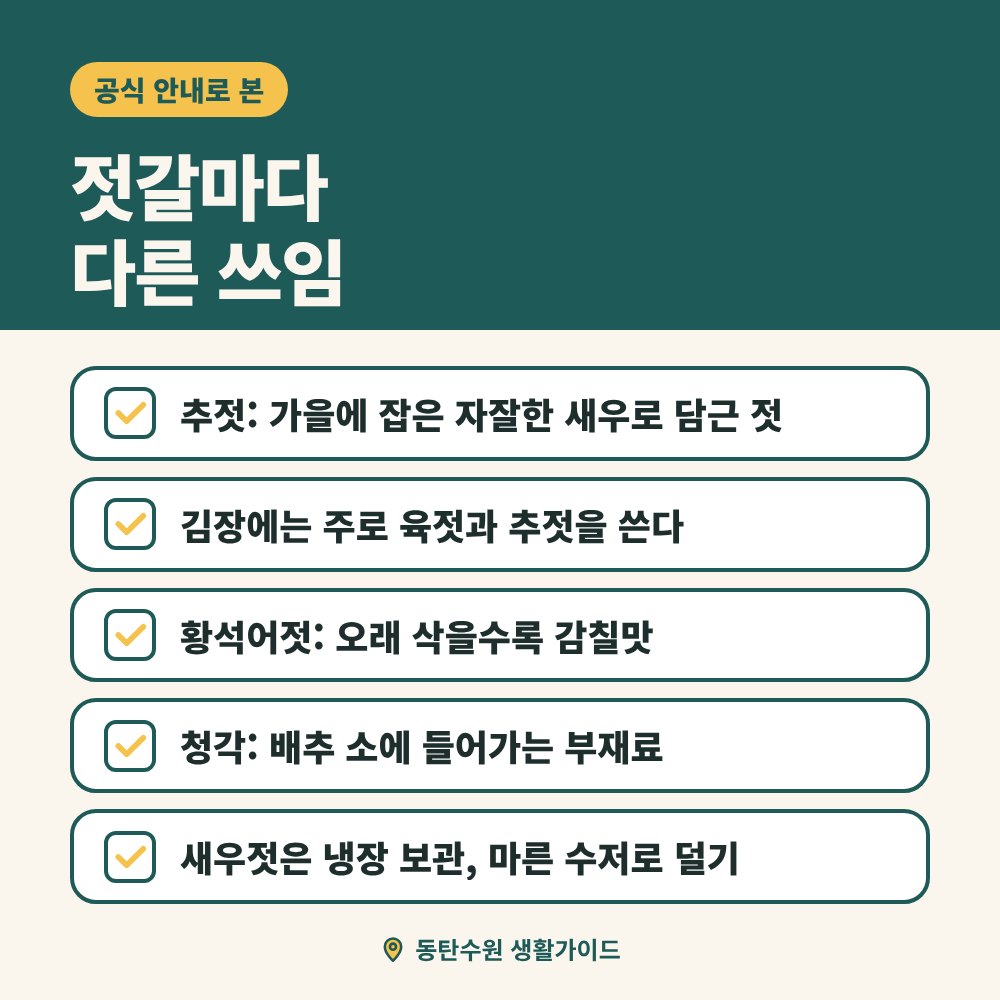 공식 안내로 본
젓갈마다
다른 쓰임
추젓: 가을에 잡은 자잘한 새우로 담근 젓
김장에는 주로 육젓과 추젓을 쓴다
황석어젓: 오래 삭을수록 감칠맛
청각: 배추 소에 들어가는 부재료
새우젓은 냉장 보관, 마른 수저로 덜기
동탄수원 생활가이드